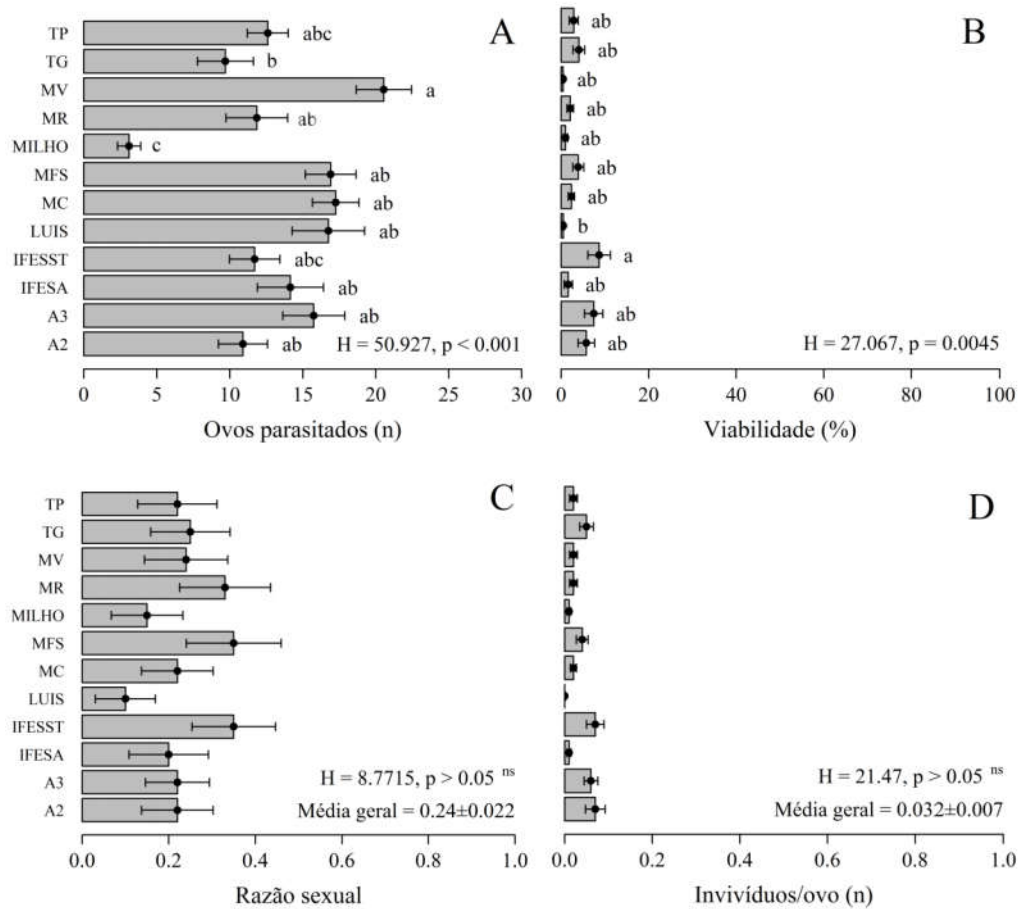 A
TP
abc
TG
b
MV
a
MR
ab
MILHO
c
MFS
ab
MC
ab
LUIS
ab
IFESST
abc
IFESA
ab
A3
ab
A2
ab
H = 50.927, p < 0.001
0 5 10 15 20 25 30
Ovos parasitados (n)
B
ab
ab
ab
ab
ab
ab
ab
b
a
ab
ab
ab
H = 27.067, p = 0.0045
0 20 40 60 80 100
Viabilidade (%)
C
TP
TG
MV
MR
MILHO
MFS
MC
LUIS
IFESST
IFESA
A3
A2
H = 8.7715, p > 0.05 ns
Média geral = 0.24±0.022
0.0 0.2 0.4 0.6 0.8 1.0
Razão sexual
D
H = 21.47, p > 0.05 ns
Média geral = 0.032±0.007
0.0 0.2 0.4 0.6 0.8 1.0
Invivíduos/ovo (n)